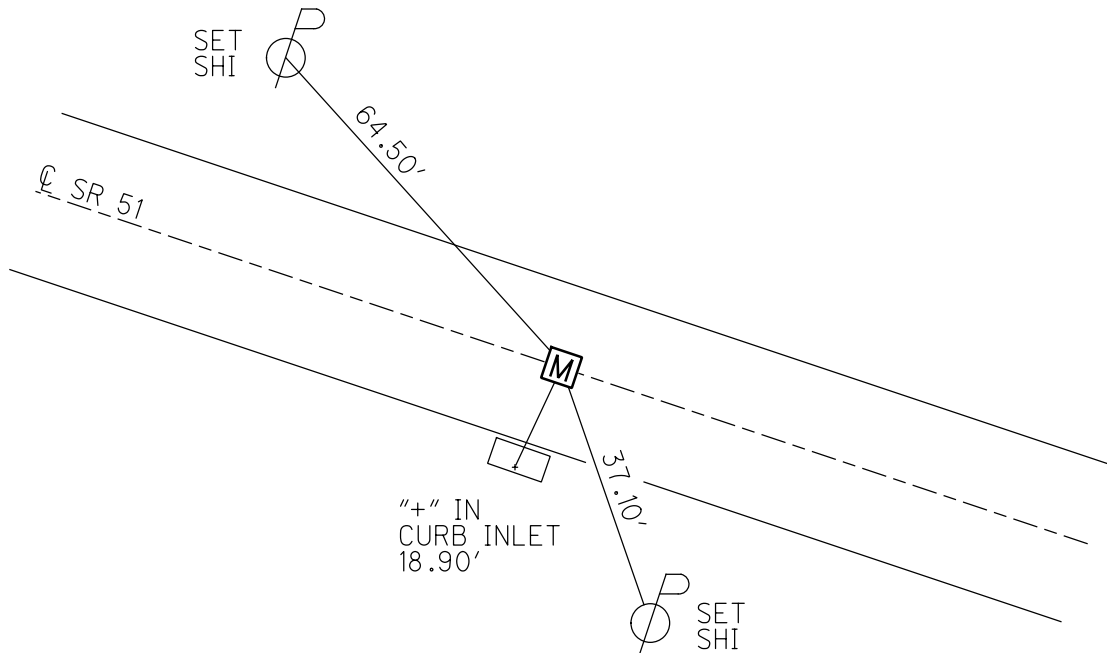 SET
SHI
64.50'
℄ SR 51
M
37.10'
"+" IN
CURB INLET
18.90'
SET
SHI